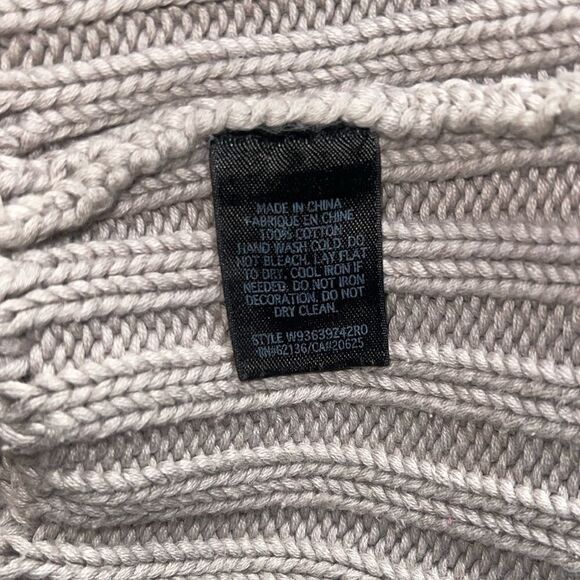 MADE IN CHINA
FABRIQUE EN CHINE
100% COTTON
HAND WASH COLD. DO
NOT BLEACH. LAY FLAT
TO DRY. COOL IRON IF
NEEDED. DO NOT IRON
DECORATION. DO NOT
DRY CLEAN.
STYLE W93639Z42RO
RN#62136/CA#20625